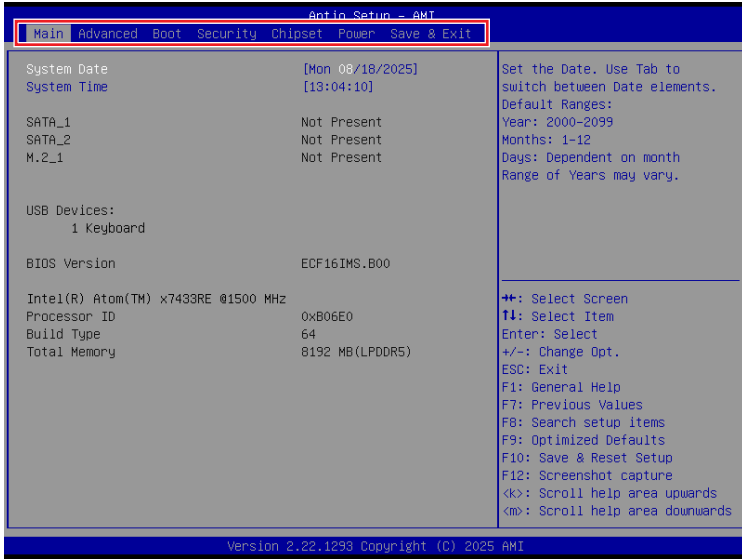 Aptio Setup – AMI
Main Advanced Boot Security Chipset Power Save & Exit
System Date [Mon 08/18/2025]
System Time [13:04:10]
SATA_1 Not Present
SATA_2 Not Present
M.2_1 Not Present
USB Devices:
1 Keyboard
BIOS Version ECF16IMS.B00
Intel(R) Atom(TM) x7433RE @1500 MHz
Processor ID 0xB06E0
Build Type 64
Total Memory 8192 MB(LPDDR5)
Set the Date. Use Tab to
switch between Date elements.
Default Ranges:
Year: 2000-2099
Months: 1-12
Days: Dependent on month
Range of Years may vary.
→←: Select Screen
↑↓: Select Item
Enter: Select
+/-: Change Opt.
ESC: Exit
F1: General Help
F7: Previous Values
F8: Search setup items
F9: Optimized Defaults
F10: Save & Reset Setup
F12: Screenshot capture
<k>: Scroll help area upwards
<m>: Scroll help area downwards
Version 2.22.1293 Copyright (C) 2025 AMI